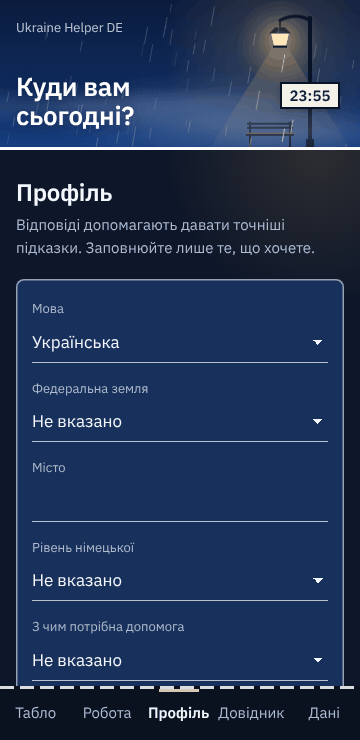 Ukraine Helper DE
Куди вам
сьогодні?
23:55
Профіль
Відповіді допомагають давати точніші
підказки. Заповнюйте лише те, що хочете.
Мова
Українська
Федеральна земля
Не вказано
Місто
Рівень німецької
Не вказано
З чим потрібна допомога
Не вказано
Табло Робота Профіль Довідник Дані